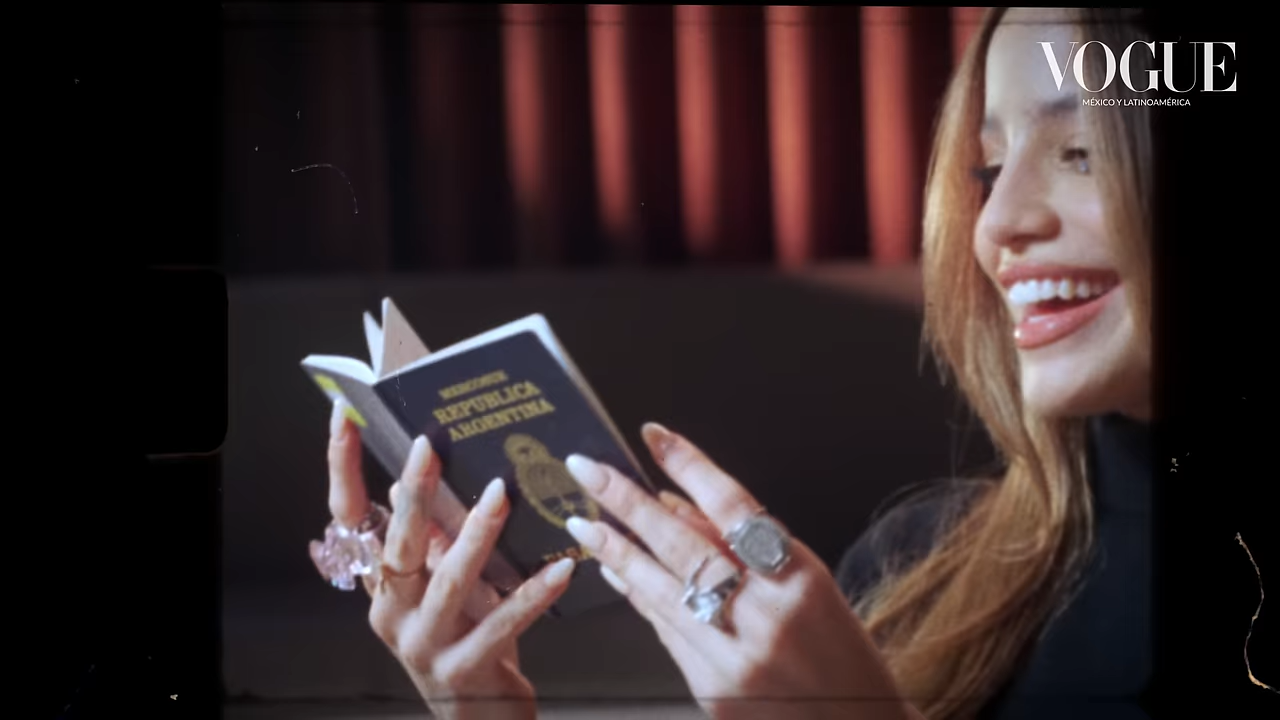 VOGUE
MÉXICO Y LATINOAMÉRICA
MERCOSUR
REPUBLICA
ARGENTINA